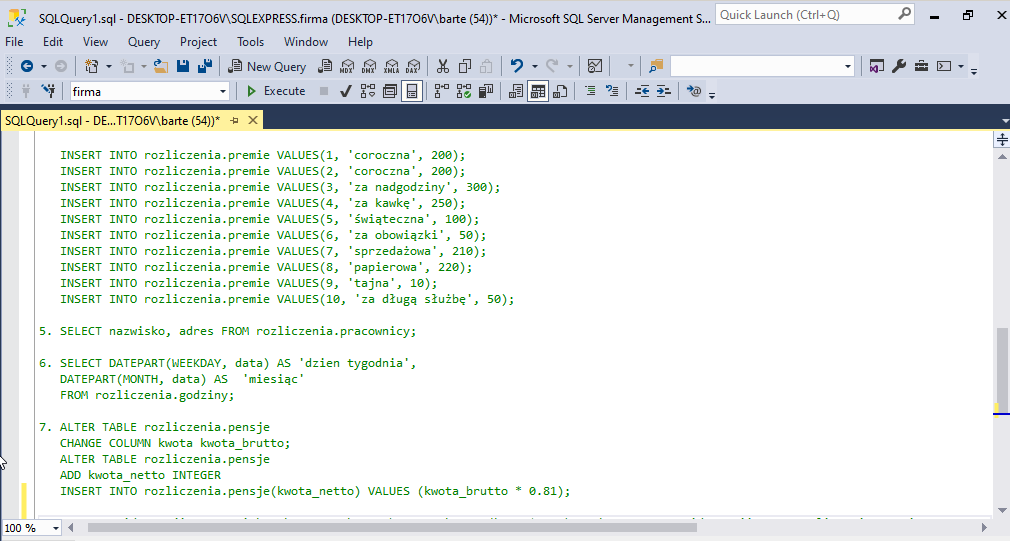 SQLQuery1.sql - DESKTOP-ET17O6V\SQLEXPRESS.firma (DESKTOP-ET17O6V\barte (54))* - Microsoft SQL Server Management S...
Quick Launch (Ctrl+Q)
File Edit View Query Project Tools Window Help
New Query MDX DMX XMLA DAX
firma Execute
SQLQuery1.sql - DE...T17O6V\barte (54))*
INSERT INTO rozliczenia.premie VALUES(1, 'coroczna', 200);
INSERT INTO rozliczenia.premie VALUES(2, 'coroczna', 200);
INSERT INTO rozliczenia.premie VALUES(3, 'za nadgodziny', 300);
INSERT INTO rozliczenia.premie VALUES(4, 'za kawkę', 250);
INSERT INTO rozliczenia.premie VALUES(5, 'świąteczna', 100);
INSERT INTO rozliczenia.premie VALUES(6, 'za obowiązki', 50);
INSERT INTO rozliczenia.premie VALUES(7, 'sprzedażowa', 210);
INSERT INTO rozliczenia.premie VALUES(8, 'papierowa', 220);
INSERT INTO rozliczenia.premie VALUES(9, 'tajna', 10);
INSERT INTO rozliczenia.premie VALUES(10, 'za długą służbę', 50);
5. SELECT nazwisko, adres FROM rozliczenia.pracownicy;
6. SELECT DATEPART(WEEKDAY, data) AS 'dzien tygodnia',
DATEPART(MONTH, data) AS 'miesiąc'
FROM rozliczenia.godziny;
7. ALTER TABLE rozliczenia.pensje
CHANGE COLUMN kwota kwota_brutto;
ALTER TABLE rozliczenia.pensje
ADD kwota_netto INTEGER
INSERT INTO rozliczenia.pensje(kwota_netto) VALUES (kwota_brutto * 0.81);
100 %